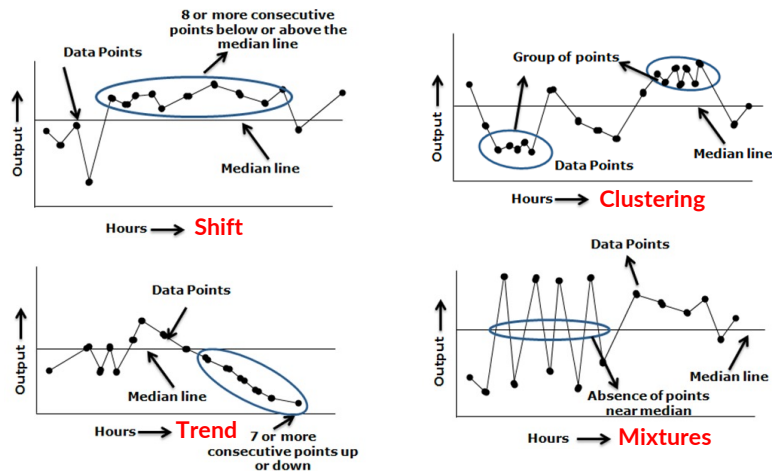 8 or more consecutive
points below or above the
median line
Data Points
Output
Median line
Hours
Shift
Group of points
Output
Median line
Data Points
Hours
Clustering
Data Points
Output
Median line
Hours
Trend
7 or more
consecutive points up
or down
Data Points
Output
Median line
Absence of points
near median
Hours
Mixtures